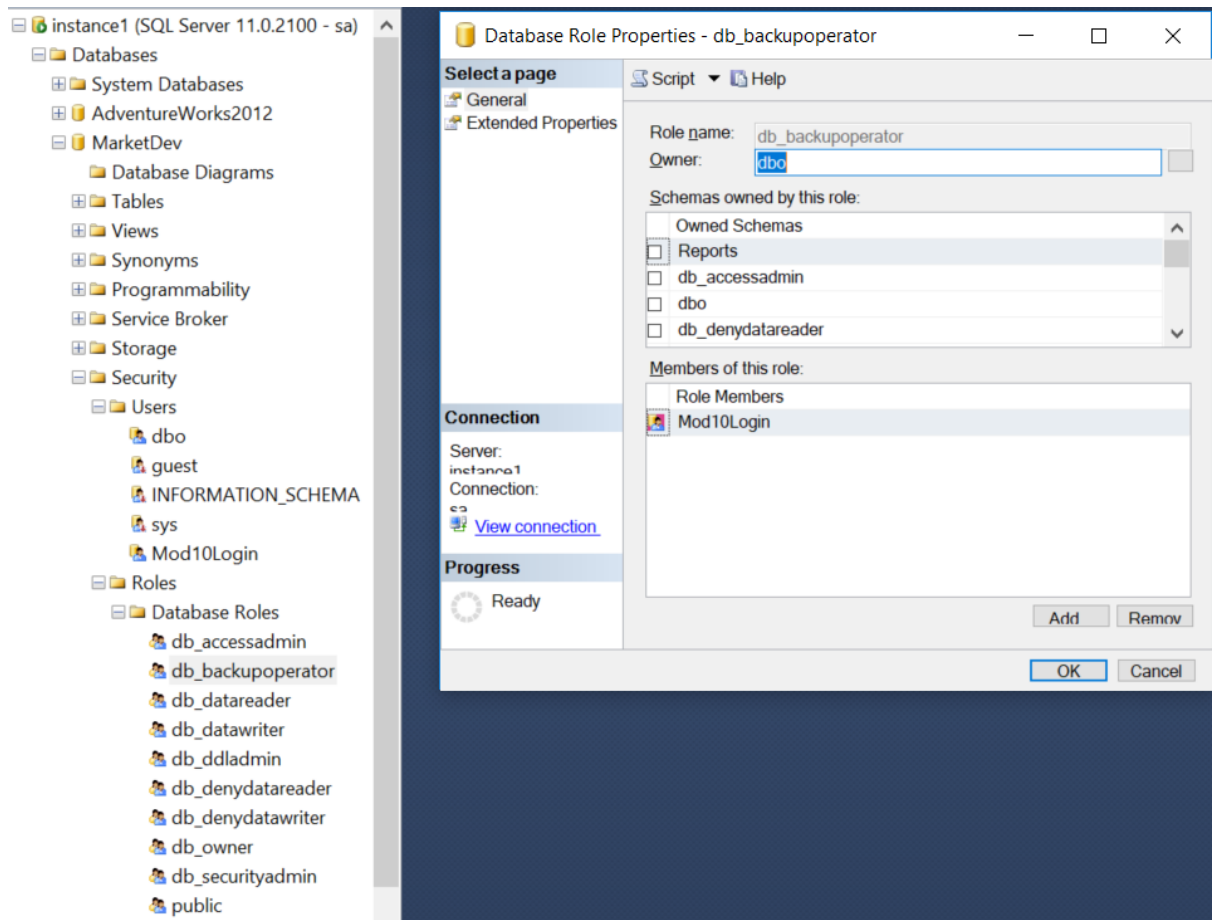 instance1 (SQL Server 11.0.2100 - sa)
Databases
System Databases
AdventureWorks2012
MarketDev
Database Diagrams
Tables
Views
Synonyms
Programmability
Service Broker
Storage
Security
Users
dbo
guest
INFORMATION_SCHEMA
sys
Mod10Login
Roles
Database Roles
db_accessadmin
db_backupoperator
db_datareader
db_datawriter
db_ddladmin
db_denydatareader
db_denydatawriter
db_owner
db_securityadmin
public
Database Role Properties - db_backupoperator
Select a page
General
Extended Properties
Connection
Server:
instance1
Connection:
sa
View connection
Progress
Ready
Script Help
Role name: db_backupoperator
Owner: dbo
Schemas owned by this role:
Owned Schemas
Reports
db_accessadmin
dbo
db_denydatareader
Members of this role:
Role Members
Mod10Login
Add Remov
OK Cancel